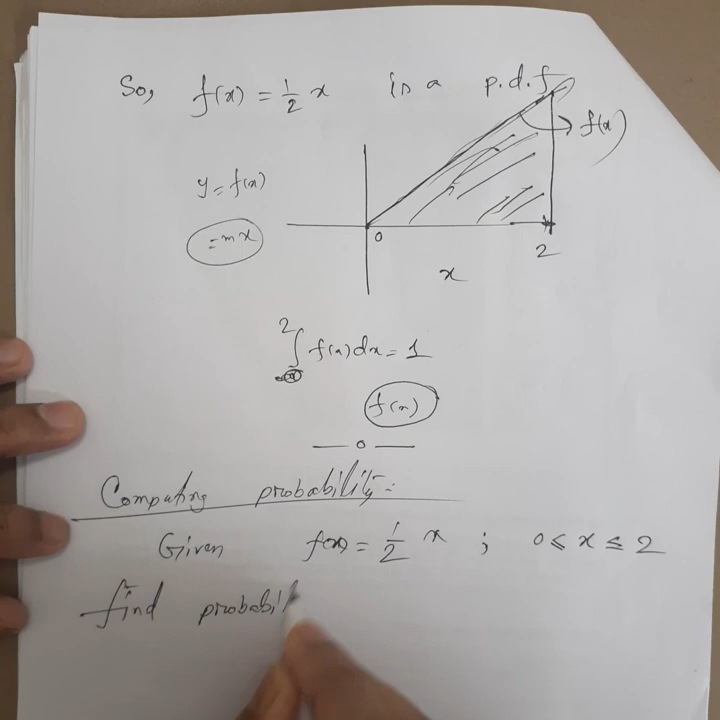 So, f(x) = 1/2 x is a p.d.f
f(x)
y = f(x)
= mx
0
2
x
2
∫ f(x)dx = 1
f(x)
— 0 —
Computing probability:
Given f(x) = 1/2 x ; 0 ≤ x ≤ 2
find probabil